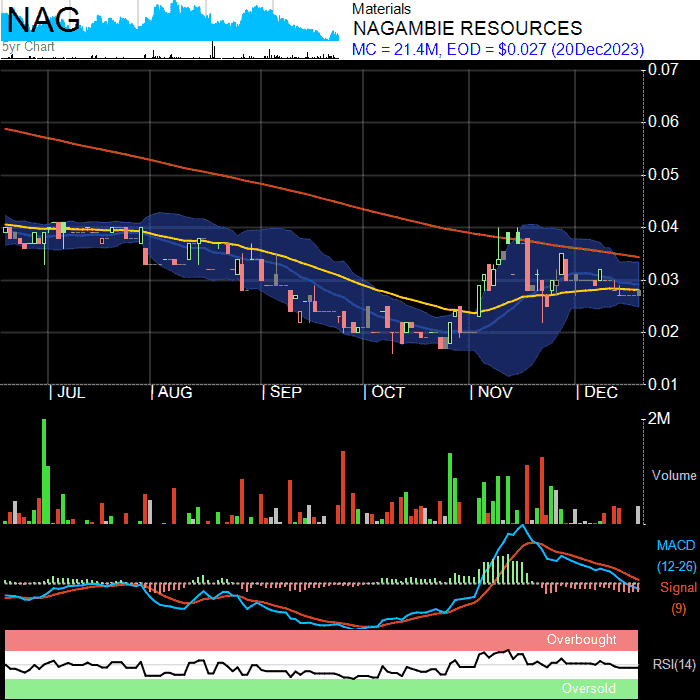 NAG
5yr Chart
Materials
NAGAMBIE RESOURCES
MC = 21.4M, EOD = $0.027 (20Dec2023)
0.07
0.06
0.05
0.04
0.03
0.02
0.01
JUL AUG SEP OCT NOV DEC
2M
Volume
MACD
(12-26)
Signal
(9)
Overbought
RSI(14)
Oversold